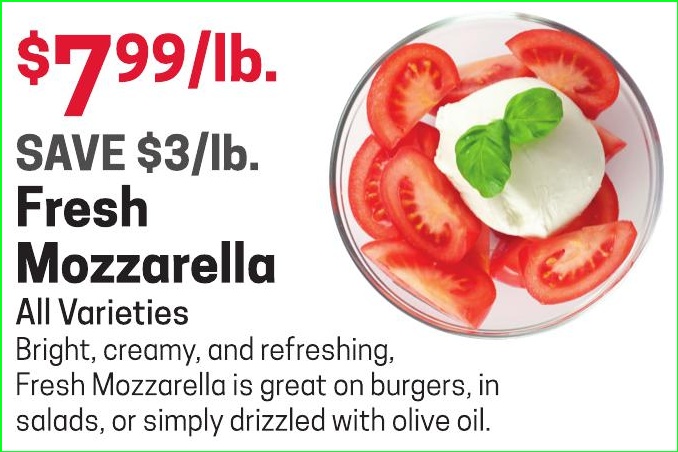 $7.99/lb.
SAVE $3/lb.
Fresh
Mozzarella
All Varieties
Bright, creamy, and refreshing,
Fresh Mozzarella is great on burgers, in
salads, or simply drizzled with olive oil.